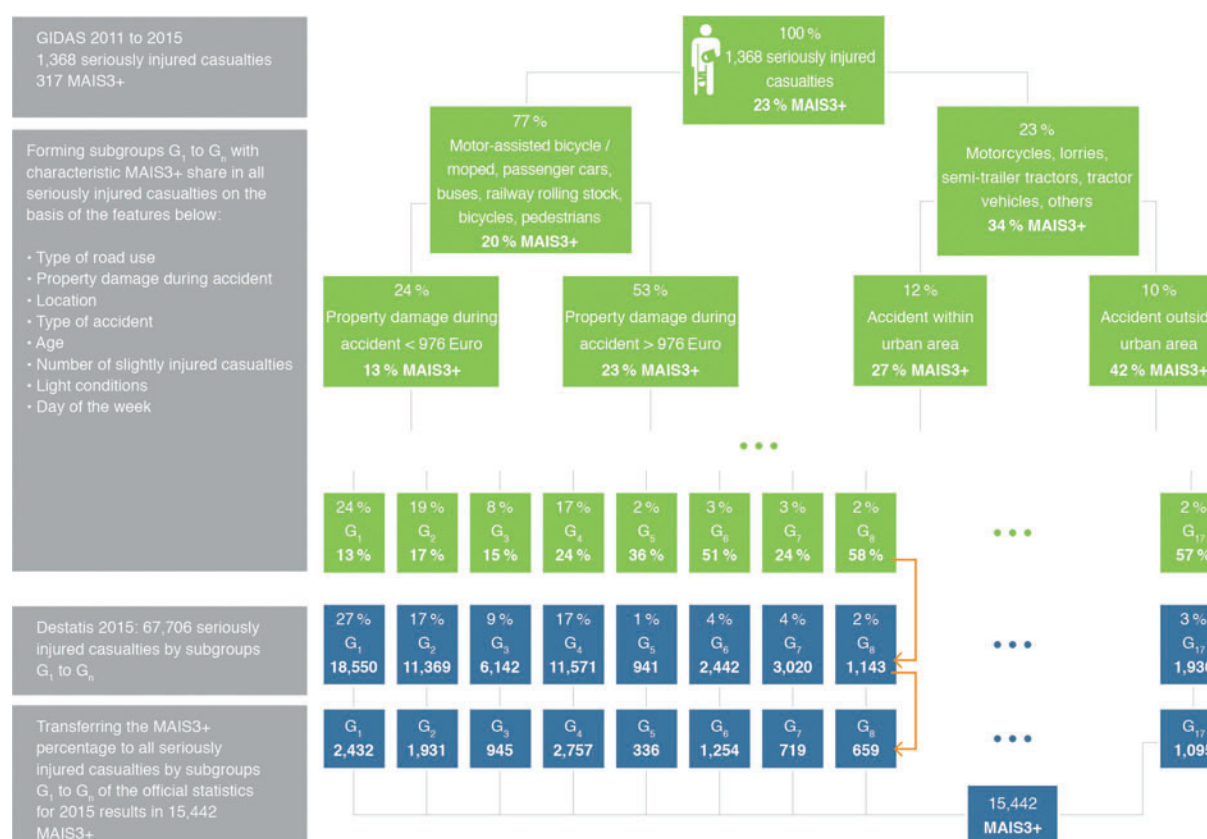 GIDAS 2011 to 2015
1,368 seriously injured casualties
317 MAIS3+
Forming subgroups G1 to Gn with
characteristic MAIS3+ share in all
seriously injured casualties on the
basis of the features below:
• Type of road use
• Property damage during accident
• Location
• Type of accident
• Age
• Number of slightly injured casualties
• Light conditions
• Day of the week
100 %
1,368 seriously injured
casualties
23 % MAIS3+
77 %
Motor-assisted bicycle /
moped, passenger cars,
buses, railway rolling stock,
bicycles, pedestrians
20 % MAIS3+
23 %
Motorcycles, lorries,
semi-trailer tractors, tractor
vehicles, others
34 % MAIS3+
24 %
Property damage during
accident < 976 Euro
13 % MAIS3+
53 %
Property damage during
accident > 976 Euro
23 % MAIS3+
12 %
Accident within
urban area
27 % MAIS3+
10 %
Accident outside
urban area
42 % MAIS3+
•••
24 % 19 % 8 % 17 % 2 % 3 % 3 % 2 % 2 %
G1 G2 G3 G4 G5 G6 G7 G8 ••• G17
13 % 17 % 15 % 24 % 36 % 51 % 24 % 58 % 57 %
Destatis 2015: 67,706 seriously
injured casualties by subgroups
G1 to Gn
27 % 17 % 9 % 17 % 1 % 4 % 4 % 2 % 3 %
G1 G2 G3 G4 G5 G6 G7 G8 ••• G17
18,550 11,369 6,142 11,571 941 2,442 3,020 1,143
Transferring the MAIS3+
percentage to all seriously
injured casualties by subgroups
G1 to Gn of the official statistics
for 2015 results in 15,442
MAIS3+
G1 G2 G3 G4 G5 G6 G7 G8 ••• G17
2,432 1,931 945 2,757 336 1,254 719 659 1,095
15,442
MAIS3+